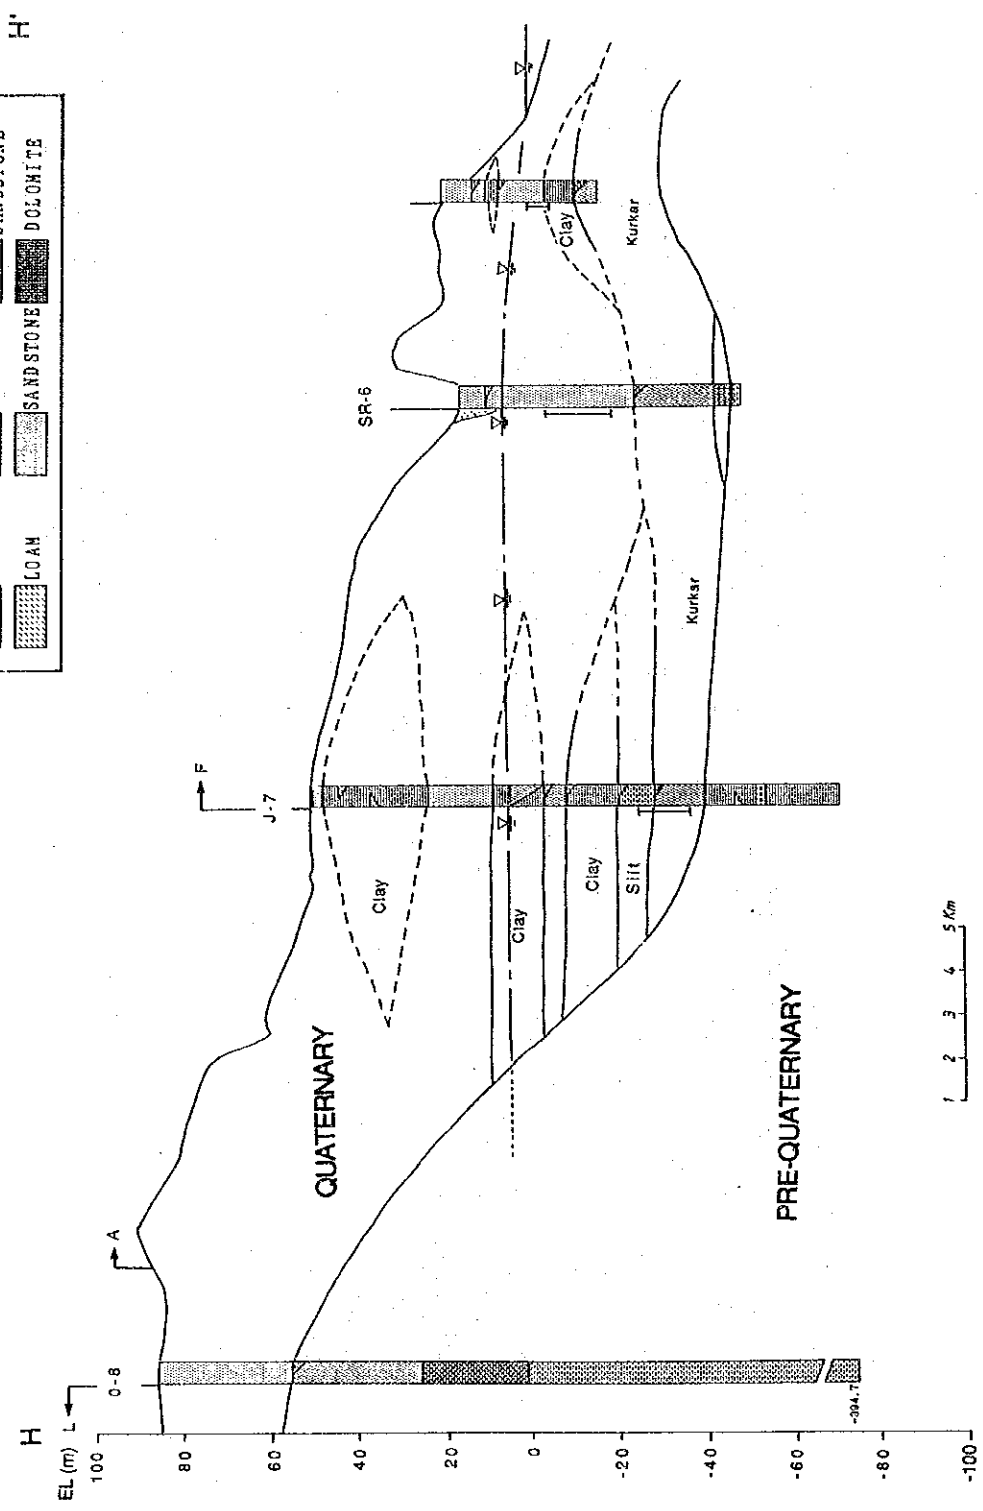 H
H'
SANDSTONE DOLOMITE
LOAM
EL (m)
L
A
F
O-8
J-7
SR-6
100
80
60
40
20
0
-20
-40
-60
-80
-100
-394.7
QUATERNARY
PRE-QUATERNARY
Clay
Clay
Clay
Silt
Kurkar
Clay
Kurkar
1 2 3 4 5 Km